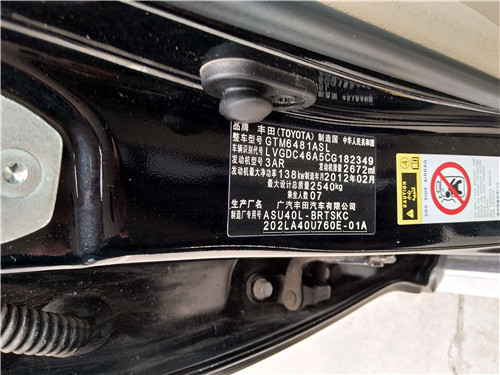 品牌 丰田(TOYOTA) 制造国 中华人民共和国
整车型号 GTM6481ASL
车辆识别代号 LVGDC46A5CG182349
发动机型号 3AR 发动机排量 2672ml
发动机最大净功率 138kw 制造年月 2012年02月
最大设计总质量 2540kg
乘坐人数 07
生产厂名 广汽丰田汽车有限公司
制造厂专用号 ASU40L-BRTSKC
202LA40U760E-01A
CAUTION
SRS SIDE AIRBAG